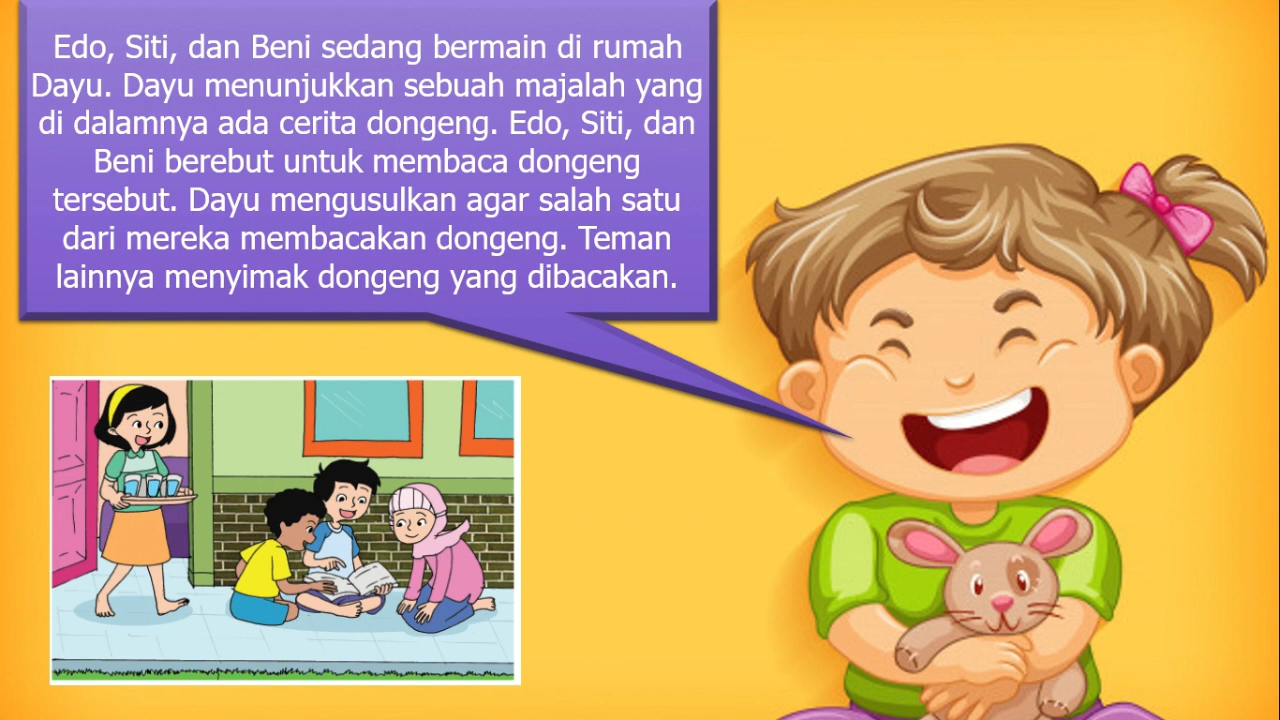 Edo, Siti, dan Beni sedang bermain di rumah
Dayu. Dayu menunjukkan sebuah majalah yang
di dalamnya ada cerita dongeng. Edo, Siti, dan
Beni berebut untuk membaca dongeng
tersebut. Dayu mengusulkan agar salah satu
dari mereka membacakan dongeng. Teman
lainnya menyimak dongeng yang dibacakan.